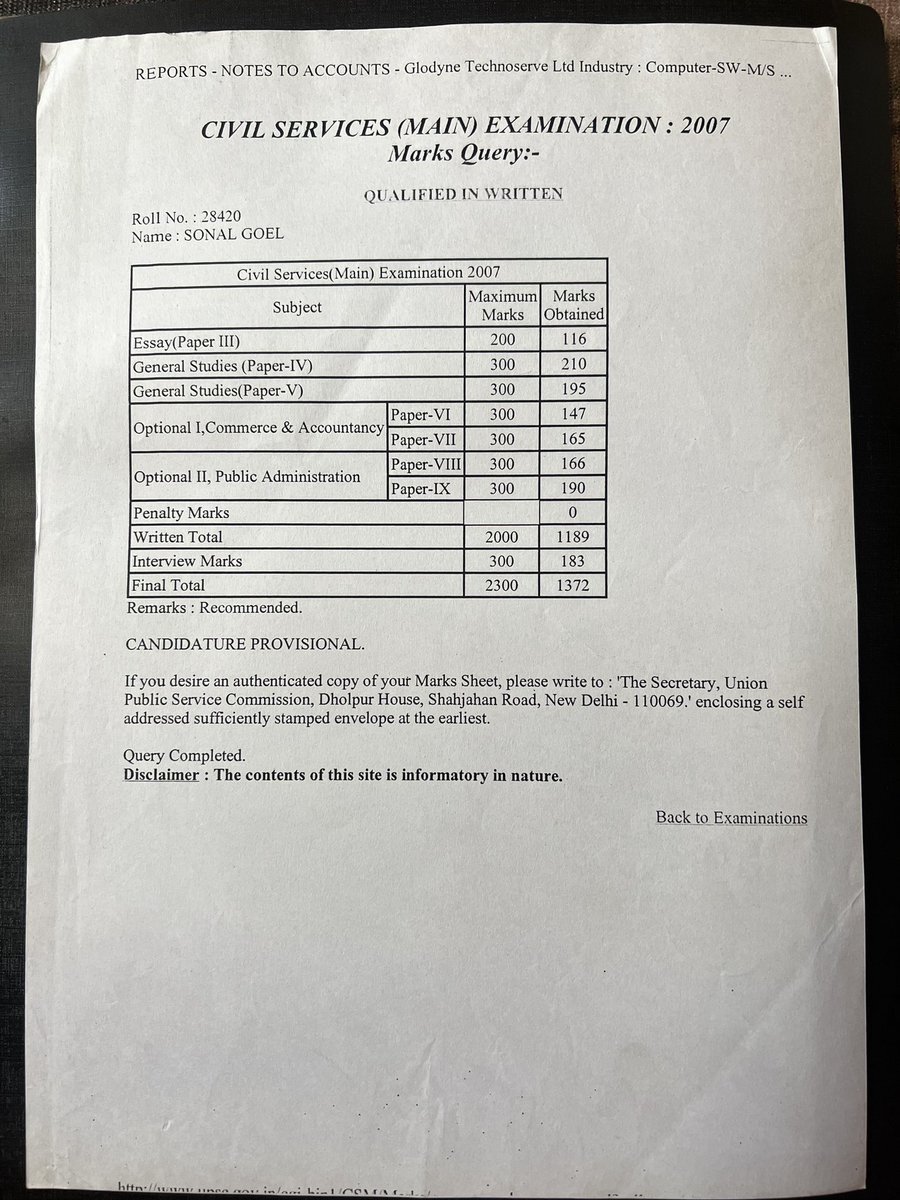 REPORTS - NOTES TO ACCOUNTS - Glodyne Technoserve Ltd Industry : Computer-SW-M/S ...
CIVIL SERVICES (MAIN) EXAMINATION : 2007
Marks Query:-
QUALIFIED IN WRITTEN
Roll No. : 28420
Name : SONAL GOEL
Civil Services(Main) Examination 2007
Subject Maximum Marks Marks Obtained
Essay(Paper III) 200 116
General Studies (Paper-IV) 300 210
General Studies(Paper-V) 300 195
Optional I,Commerce & Accountancy Paper-VI 300 147
Paper-VII 300 165
Optional II, Public Administration Paper-VIII 300 166
Paper-IX 300 190
Penalty Marks 0
Written Total 2000 1189
Interview Marks 300 183
Final Total 2300 1372
Remarks : Recommended.
CANDIDATURE PROVISIONAL.
If you desire an authenticated copy of your Marks Sheet, please write to : 'The Secretary, Union
Public Service Commission, Dholpur House, Shahjahan Road, New Delhi - 110069.' enclosing a self
addressed sufficiently stamped envelope at the earliest.
Query Completed.
Disclaimer : The contents of this site is informatory in nature.
Back to Examinations